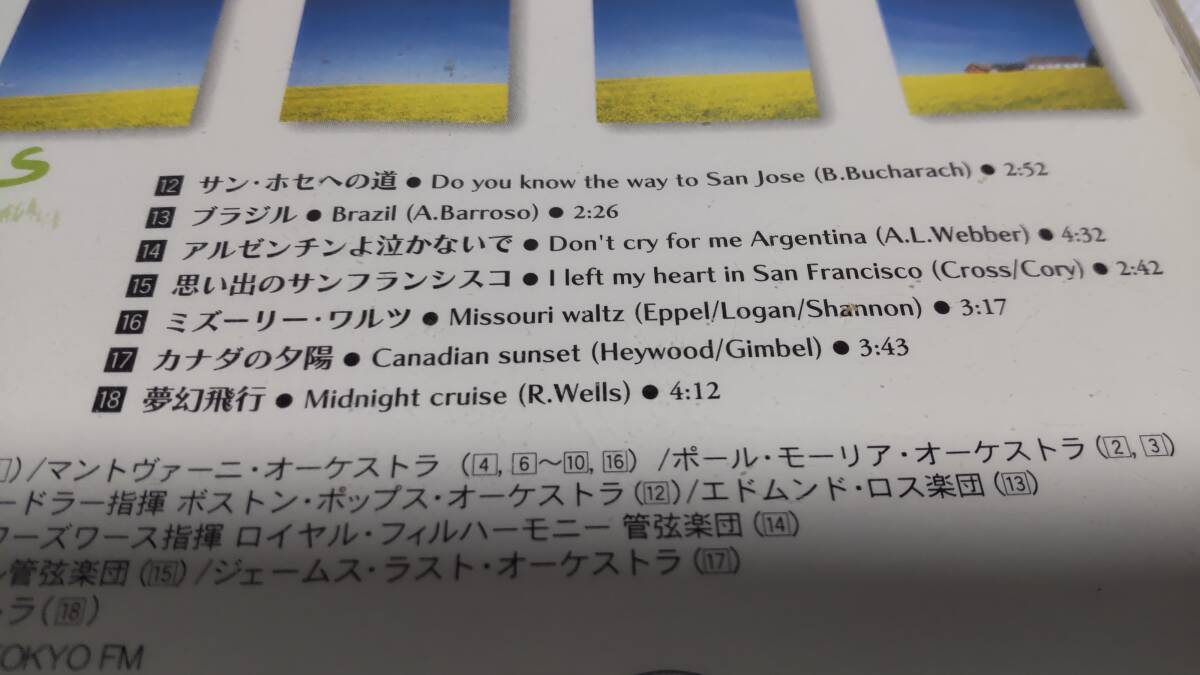 S
12 サン・ホセへの道 ● Do you know the way to San Jose (B.Bucharach) ● 2:52
13 ブラジル ● Brazil (A.Barroso) ● 2:26
14 アルゼンチンよ泣かないで ● Don't cry for me Argentina (A.L.Webber) ● 4:32
15 思い出のサンフランシスコ ● I left my heart in San Francisco (Cross/Cory) ● 2:42
16 ミズーリー・ワルツ ● Missouri waltz (Eppel/Logan/Shannon) ● 3:17
17 カナダの夕陽 ● Canadian sunset (Heywood/Gimbel) ● 3:43
18 夢幻飛行 ● Midnight cruise (R.Wells) ● 4:12
)/マントヴァーニ・オーケストラ (4, 6～10, 16) /ポール・モーリア・オーケストラ (2, 3)
ードラー指揮 ボストン・ポップス・オーケストラ (12)/エドムンド・ロス楽団 (13)
ワーズワース指揮 ロイヤル・フィルハーモニー 管弦楽団 (14)
管弦楽団 (15) /ジェームス・ラスト・オーケストラ (17)
ラ (18)
TOKYO FM